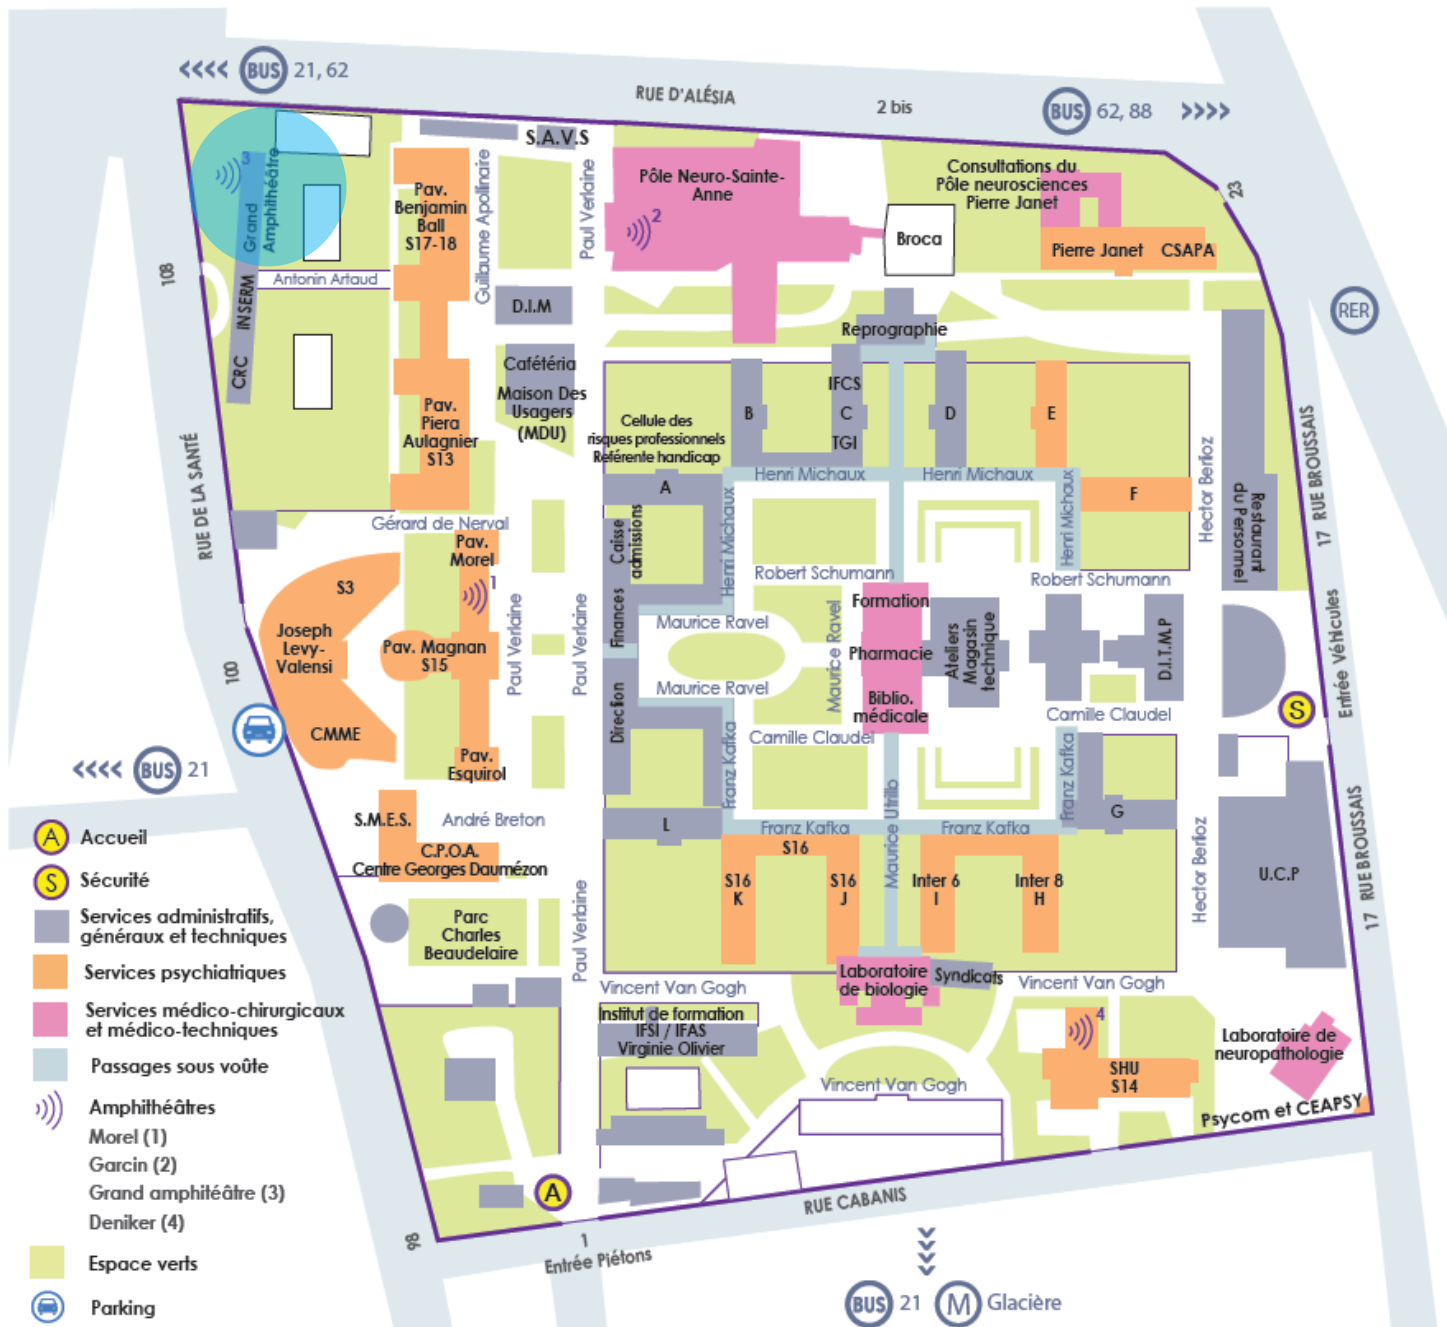 BUS 21, 62
RUE D'ALÉSIA
2 bis
BUS 62, 88
S.A.V.S
3
Grand
Amphithéâtre
Pav.
Benjamin
Ball
S17-18
Guillaume Apollinaire
Paul Verlaine
Pôle Neuro-Sainte-
Anne
2
Broca
Consultations du
Pôle neurosciences
Pierre Janet
Pierre Janet CSAPA
23
108
Antonin Artaud
INSERM
CRC
D.I.M
Reprographie
RER
Cafétéria
Maison Des
Usagers
(MDU)
Pav.
Piera
Aulagnier
S13
Cellule des
risques professionnels
Reférente handicap
B
IFCS
C
TGI
D
E
A
Henri Michaux
Henri Michaux
F
Hector Berlioz
Restaurant
du Personnel
17 RUE BROUSSAIS
RUE DE LA SANTÉ
Gérard de Nerval
Pav.
Morel
1
Caisse
admissions
Henri Michaux
Henri Michaux
Robert Schumann
Robert Schumann
S3
Joseph
Levy-
Valensi
CMME
Pav. Magnan
S15
Paul Verlaine
Paul Verlaine
Finances
Maurice Ravel
Maurice Ravel
Maurice Ravel
Formation
Pharmacie
Biblio.
médicale
Ateliers
Magasin
technique
D.I.T.M.P
Entrée Véhicules
100
Direction
Camille Claudel
Camille Claudel
S
Pav.
Esquirol
BUS 21
Franz Kafka
Franz Kafka
S.M.E.S.
André Breton
L
Franz Kafka
Franz Kafka
G
Maurice Utrillo
C.P.O.A.
Centre Georges Daumézon
S16
S16
K
S16
J
Inter 6
I
Inter 8
H
Hector Berlioz
U.C.P
17 RUE BROUSSAIS
Parc
Charles
Beaudelaire
Paul Verlaine
Laboratoire
de biologie
Syndicats
Vincent Van Gogh
Vincent Van Gogh
Institut de formation
IFSI / IFAS
Virginie Olivier
4
SHU
S14
Laboratoire de
neuropathologie
Vincent Van Gogh
Psycom et CEAPSY
A
98
1
Entrée Piétons
RUE CABANIS
BUS 21 M Glacière
A Accueil
S Sécurité
Services administratifs,
généraux et techniques
Services psychiatriques
Services médico-chirurgicaux
et médico-techniques
Passages sous voûte
Amphithéâtres
Morel (1)
Garcin (2)
Grand amphitéâtre (3)
Deniker (4)
Espace verts
Parking